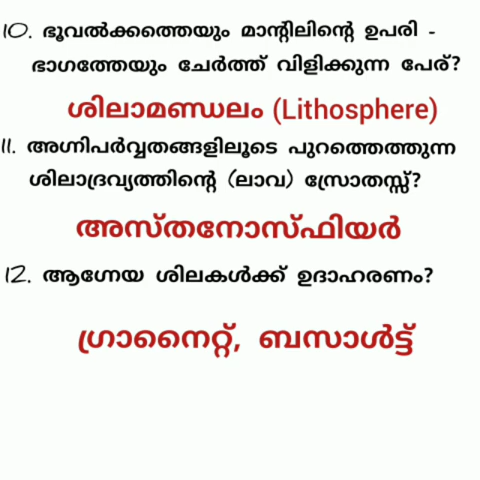 10. ഭൂവൽക്കത്തെയും മാന്റിലിന്റെ ഉപരി -
ഭാഗത്തേയും ചേർത്ത് വിളിക്കുന്ന പേര്?
ശിലാമണ്ഡലം (Lithosphere)
11. അഗ്നിപർവ്വതങ്ങളിലൂടെ പുറത്തെത്തുന്ന
ശിലാദ്രവ്യത്തിന്റെ (ലാവ) സ്രോതസ്സ്?
അസ്തനോസ്ഫിയർ
12. ആഗ്നേയ ശിലകൾക്ക് ഉദാഹരണം?
ഗ്രാനൈറ്റ്, ബസാൾട്ട്